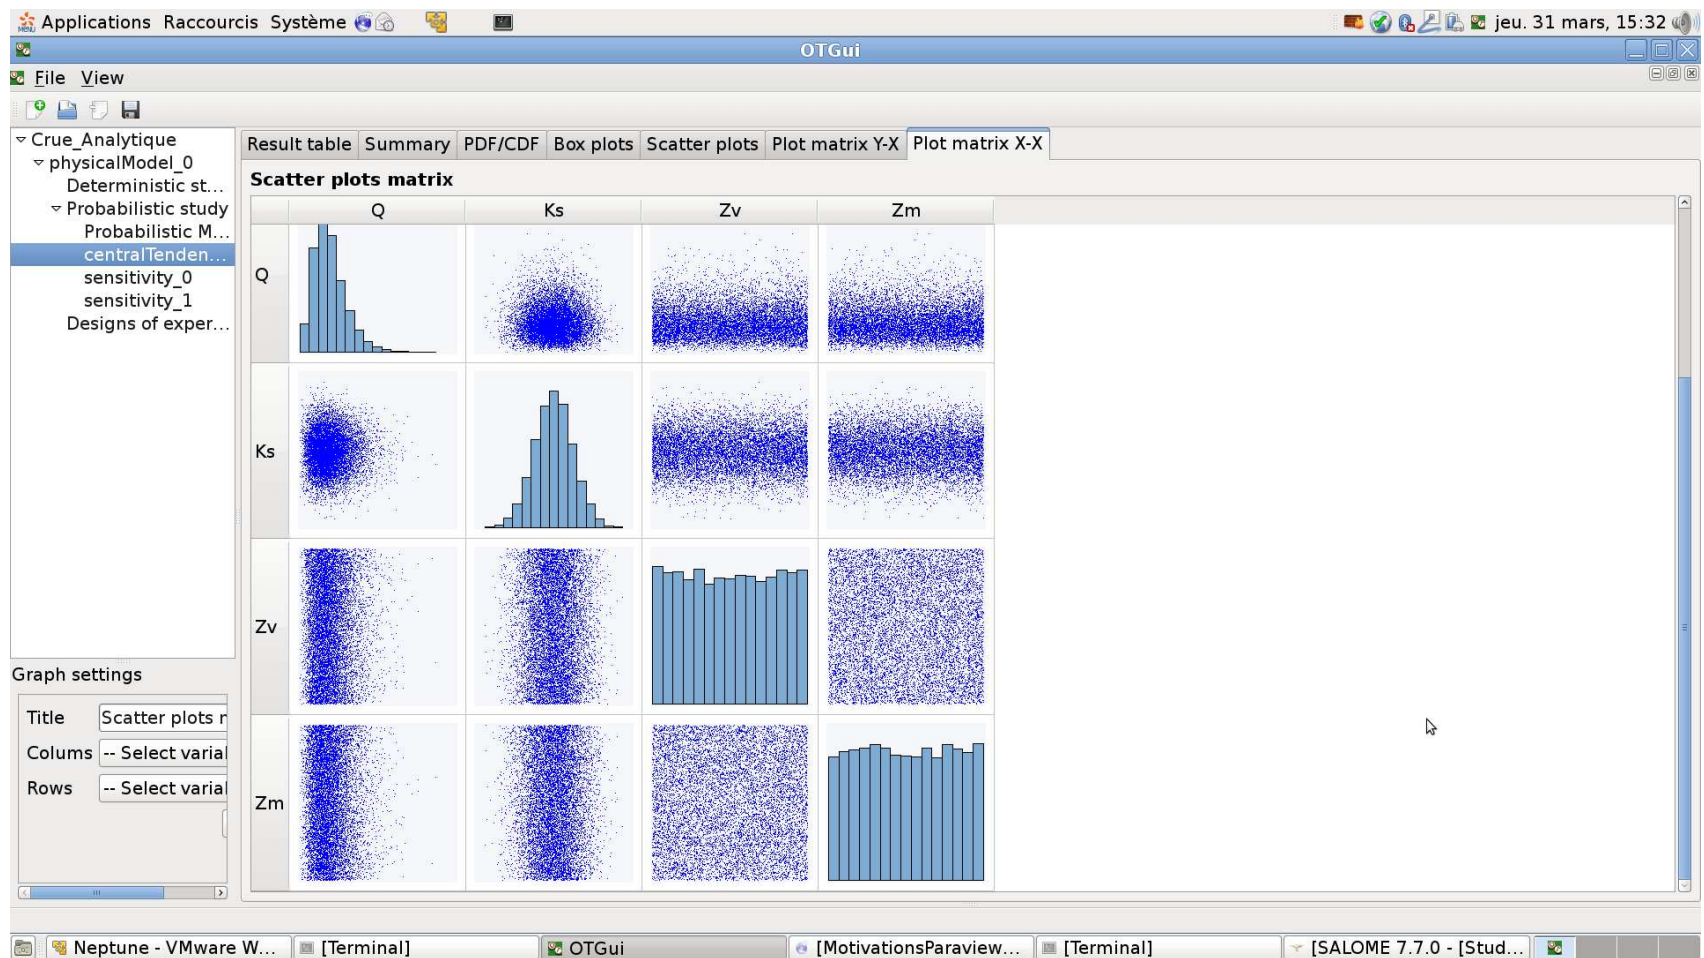 Applications Raccourcis Système
jeu. 31 mars, 15:32
OTGui
File View
Crue_Analytique
physicalModel_0
Deterministic st...
Probabilistic study
Probabilistic M...
centralTenden...
sensitivity_0
sensitivity_1
Designs of exper...
Result table Summary PDF/CDF Box plots Scatter plots Plot matrix Y-X Plot matrix X-X
Scatter plots matrix
Q Ks Zv Zm
Q
Ks
Zv
Zm
Graph settings
Title Scatter plots r
Colums -- Select varial
Rows -- Select varial
Neptune - VMware W... [Terminal] OTGui [MotivationsParaview... [Terminal] [SALOME 7.7.0 - [Stud...